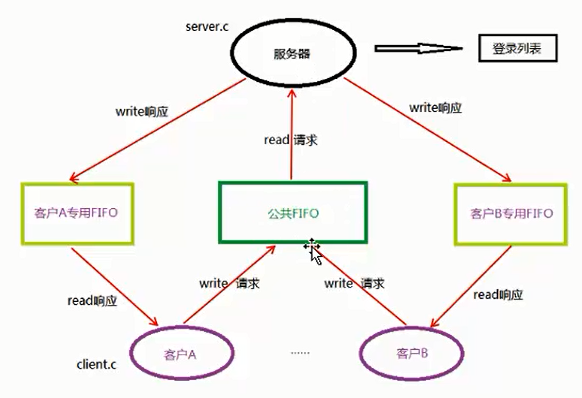 server.c
服务器
登录列表
write响应
read 请求
write响应
客户A专用FIFO
公共FIFO
客户B专用FIFO
read响应
write 请求
write 请求
read响应
client.c
客户A
......
客户B